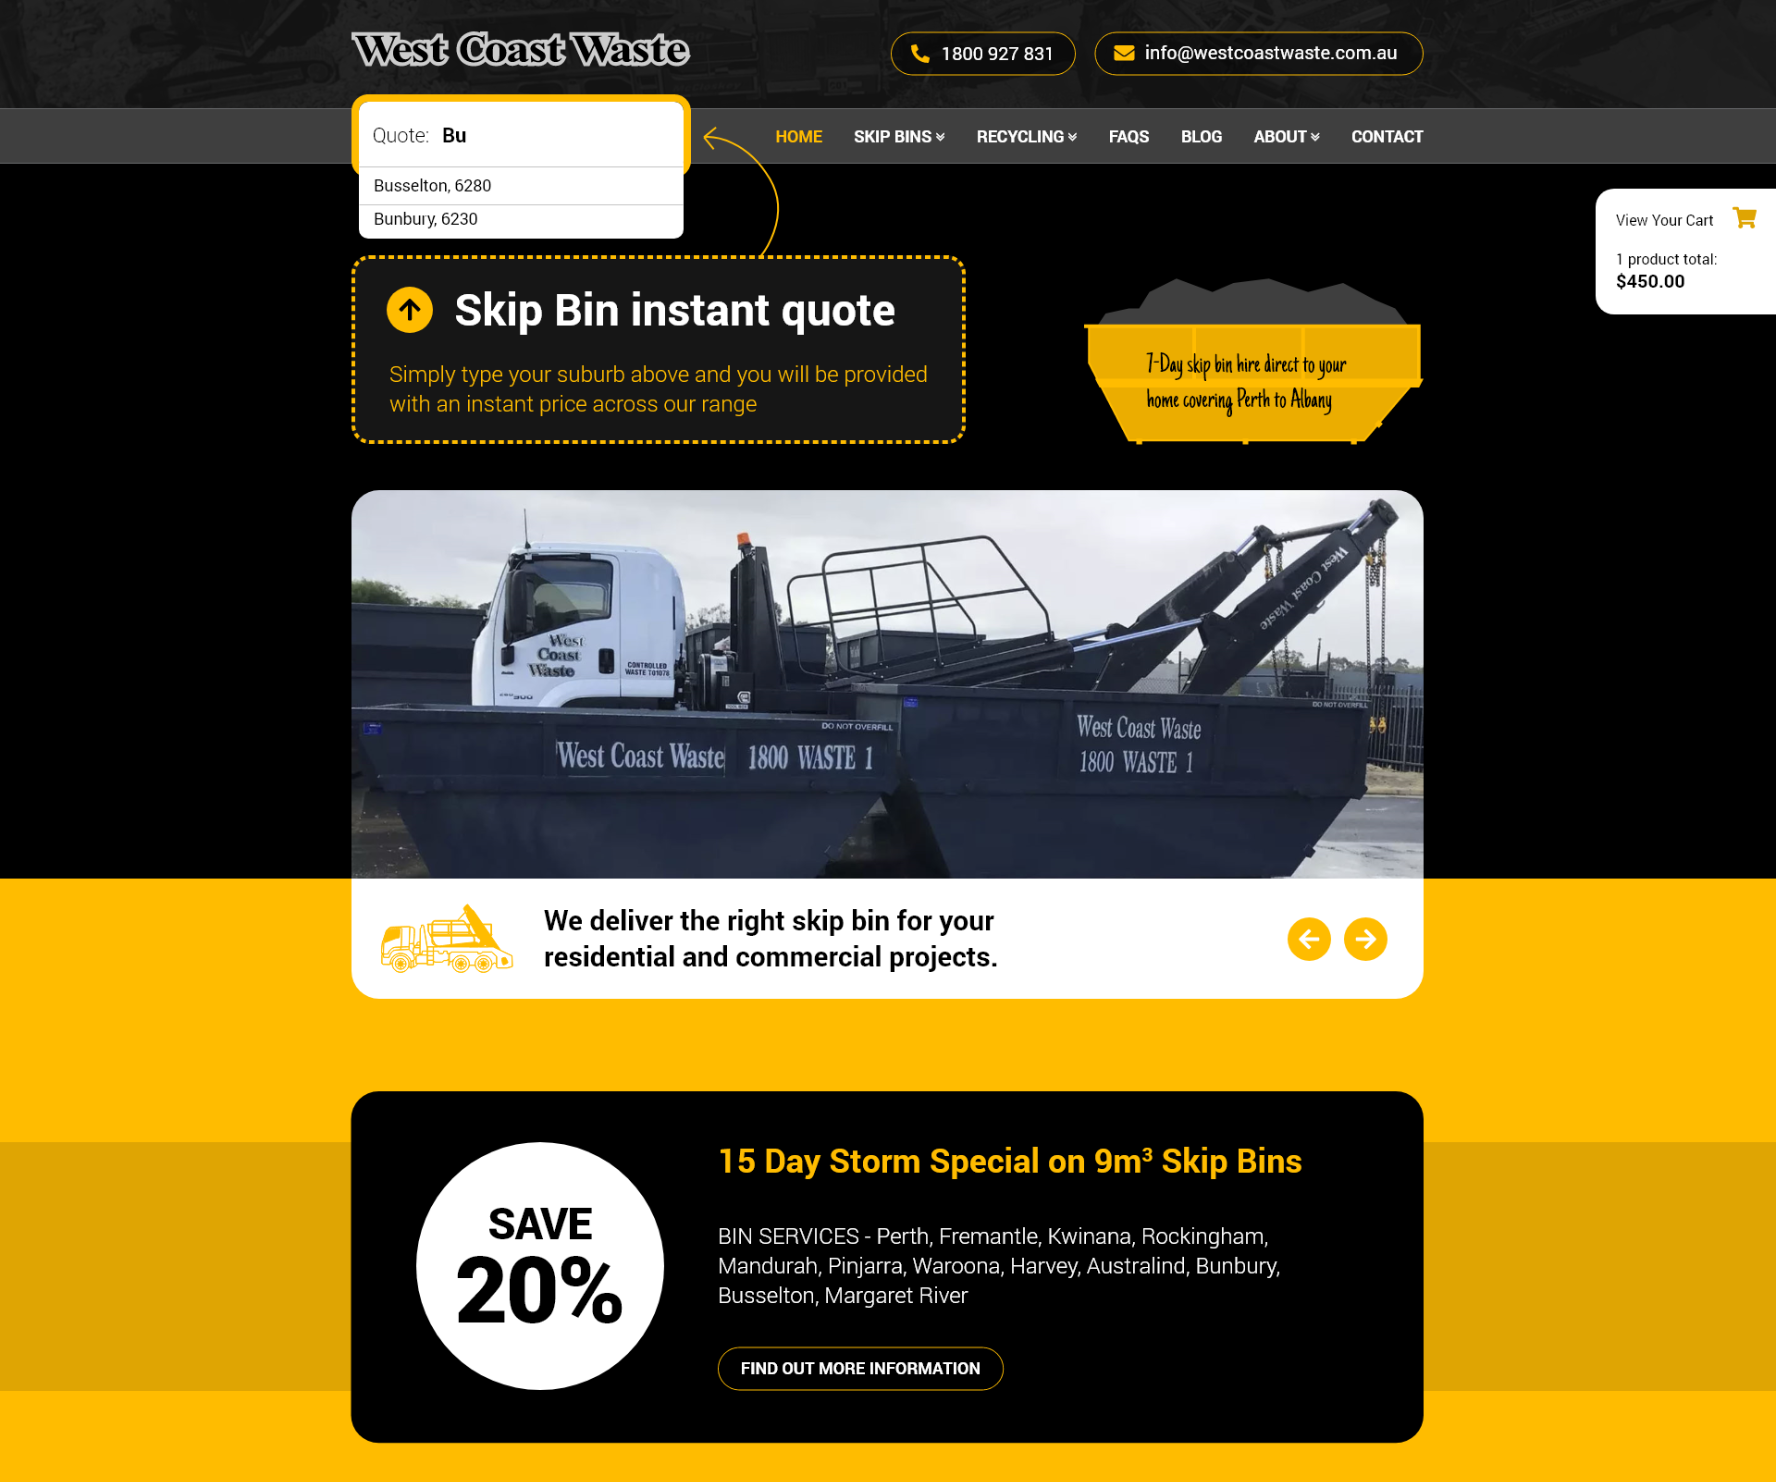 West Coast Waste
1800 927 831
info@westcoastwaste.com.au
Quote: Bu
HOME SKIP BINS RECYCLING FAQS BLOG ABOUT CONTACT
Busselton, 6280
Bunbury, 6230
View Your Cart
1 product total:
$450.00
Skip Bin instant quote
Simply type your suburb above and you will be provided
with an instant price across our range
7-Day skip bin hire direct to your
home covering Perth to Albany
West Coast Waste
West
Coast
Waste
CONTROLLED
WASTE T01078
300
DO NOT OVERFILL
DO NOT OVERFILL
West Coast Waste 1800 WASTE 1
West Coast Waste
1800 WASTE 1
We deliver the right skip bin for your
residential and commercial projects.
SAVE
20%
15 Day Storm Special on 9m³ Skip Bins
BIN SERVICES - Perth, Fremantle, Kwinana, Rockingham,
Mandurah, Pinjarra, Waroona, Harvey, Australind, Bunbury,
Busselton, Margaret River
FIND OUT MORE INFORMATION